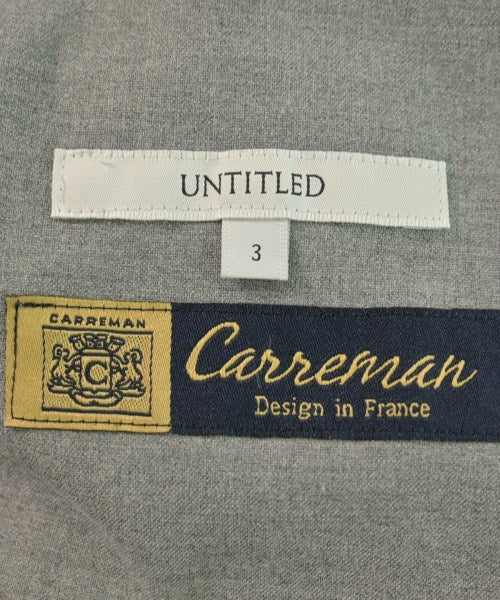 UNTITLED
3
CARREMAN
C
Carreman
Design in France